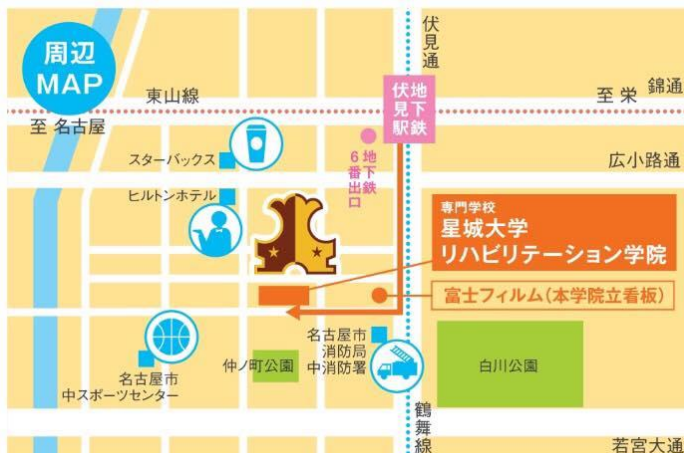 周辺
MAP
伏見通
東山線
地下鉄
伏見駅
至 栄
錦通
至 名古屋
スターバックス
地下鉄
6番出口
広小路通
ヒルトンホテル
専門学校
星城大学
リハビリテーション学院
富士フィルム(本学院立看板)
名古屋市
消防局
中消防署
名古屋市
中スポーツセンター
仲ノ町公園
白川公園
鶴舞線
若宮大通